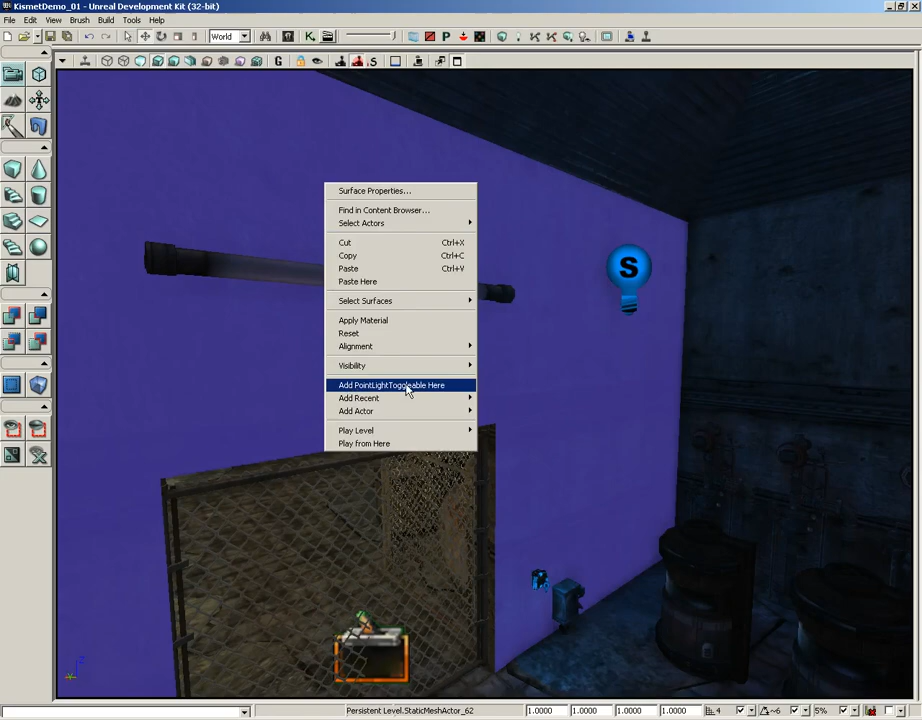 KismetDemo_01 - Unreal Development Kit (32-bit)
File Edit View Brush Build Tools Help
World
G
S
Surface Properties...
Find in Content Browser...
Select Actors
Cut Ctrl+X
Copy Ctrl+C
Paste Ctrl+V
Paste Here
Select Surfaces
Apply Material
Reset
Alignment
Visibility
Add PointLightToggleable Here
Add Recent
Add Actor
Play Level
Play from Here
S
Persistent Level.StaticMeshActor_62 1.0000 1.0000 1.0000 1.0000 4 ~6 5%